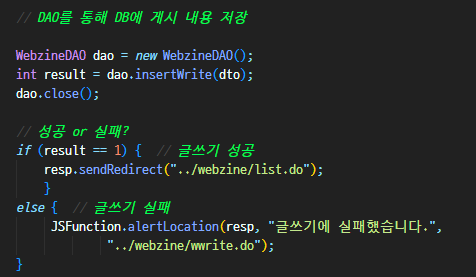 // DAO를 통해 DB에 게시 내용 저장
WebzineDAO dao = new WebzineDAO();
int result = dao.insertWrite(dto);
dao.close();
// 성공 or 실패?
if (result == 1) {  // 글쓰기 성공
resp.sendRedirect("../webzine/list.do");
}
else {  // 글쓰기 실패
JSFunction.alertLocation(resp, "글쓰기에 실패했습니다.",
"../webzine/wwrite.do");
}